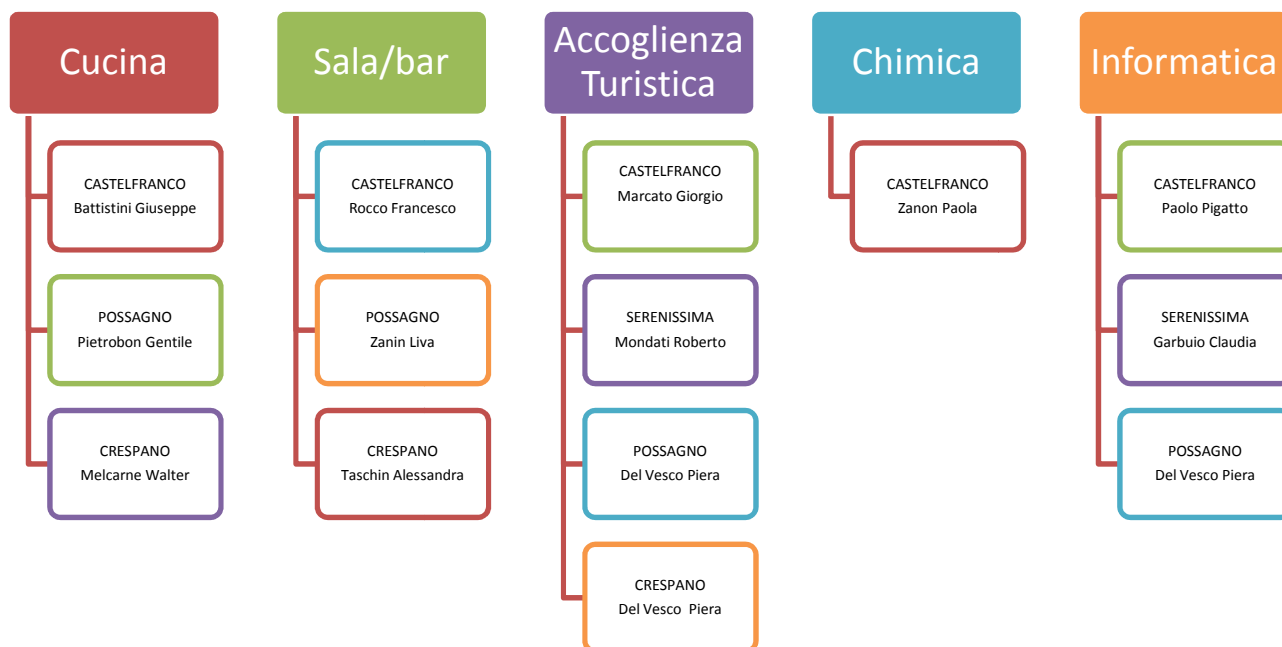 Cucina
CASTELFRANCO
Battistini Giuseppe
POSSAGNO
Pietrobon Gentile
CRESPANO
Melcarne Walter
Sala/bar
CASTELFRANCO
Rocco Francesco
POSSAGNO
Zanin Liva
CRESPANO
Taschin Alessandra
Accoglienza
Turistica
CASTELFRANCO
Marcato Giorgio
SERENISSIMA
Mondati Roberto
POSSAGNO
Del Vesco Piera
CRESPANO
Del Vesco Piera
Chimica
CASTELFRANCO
Zanon Paola
Informatica
CASTELFRANCO
Paolo Pigatto
SERENISSIMA
Garbuio Claudia
POSSAGNO
Del Vesco Piera